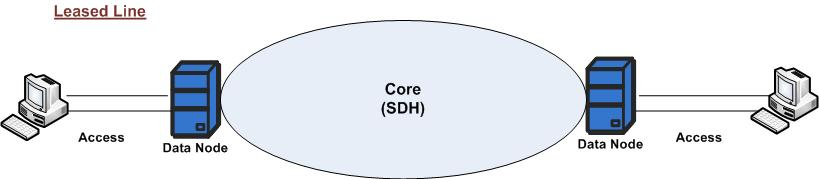 Leased Line
Core
(SDH)
Access
Data Node
Data Node
Access